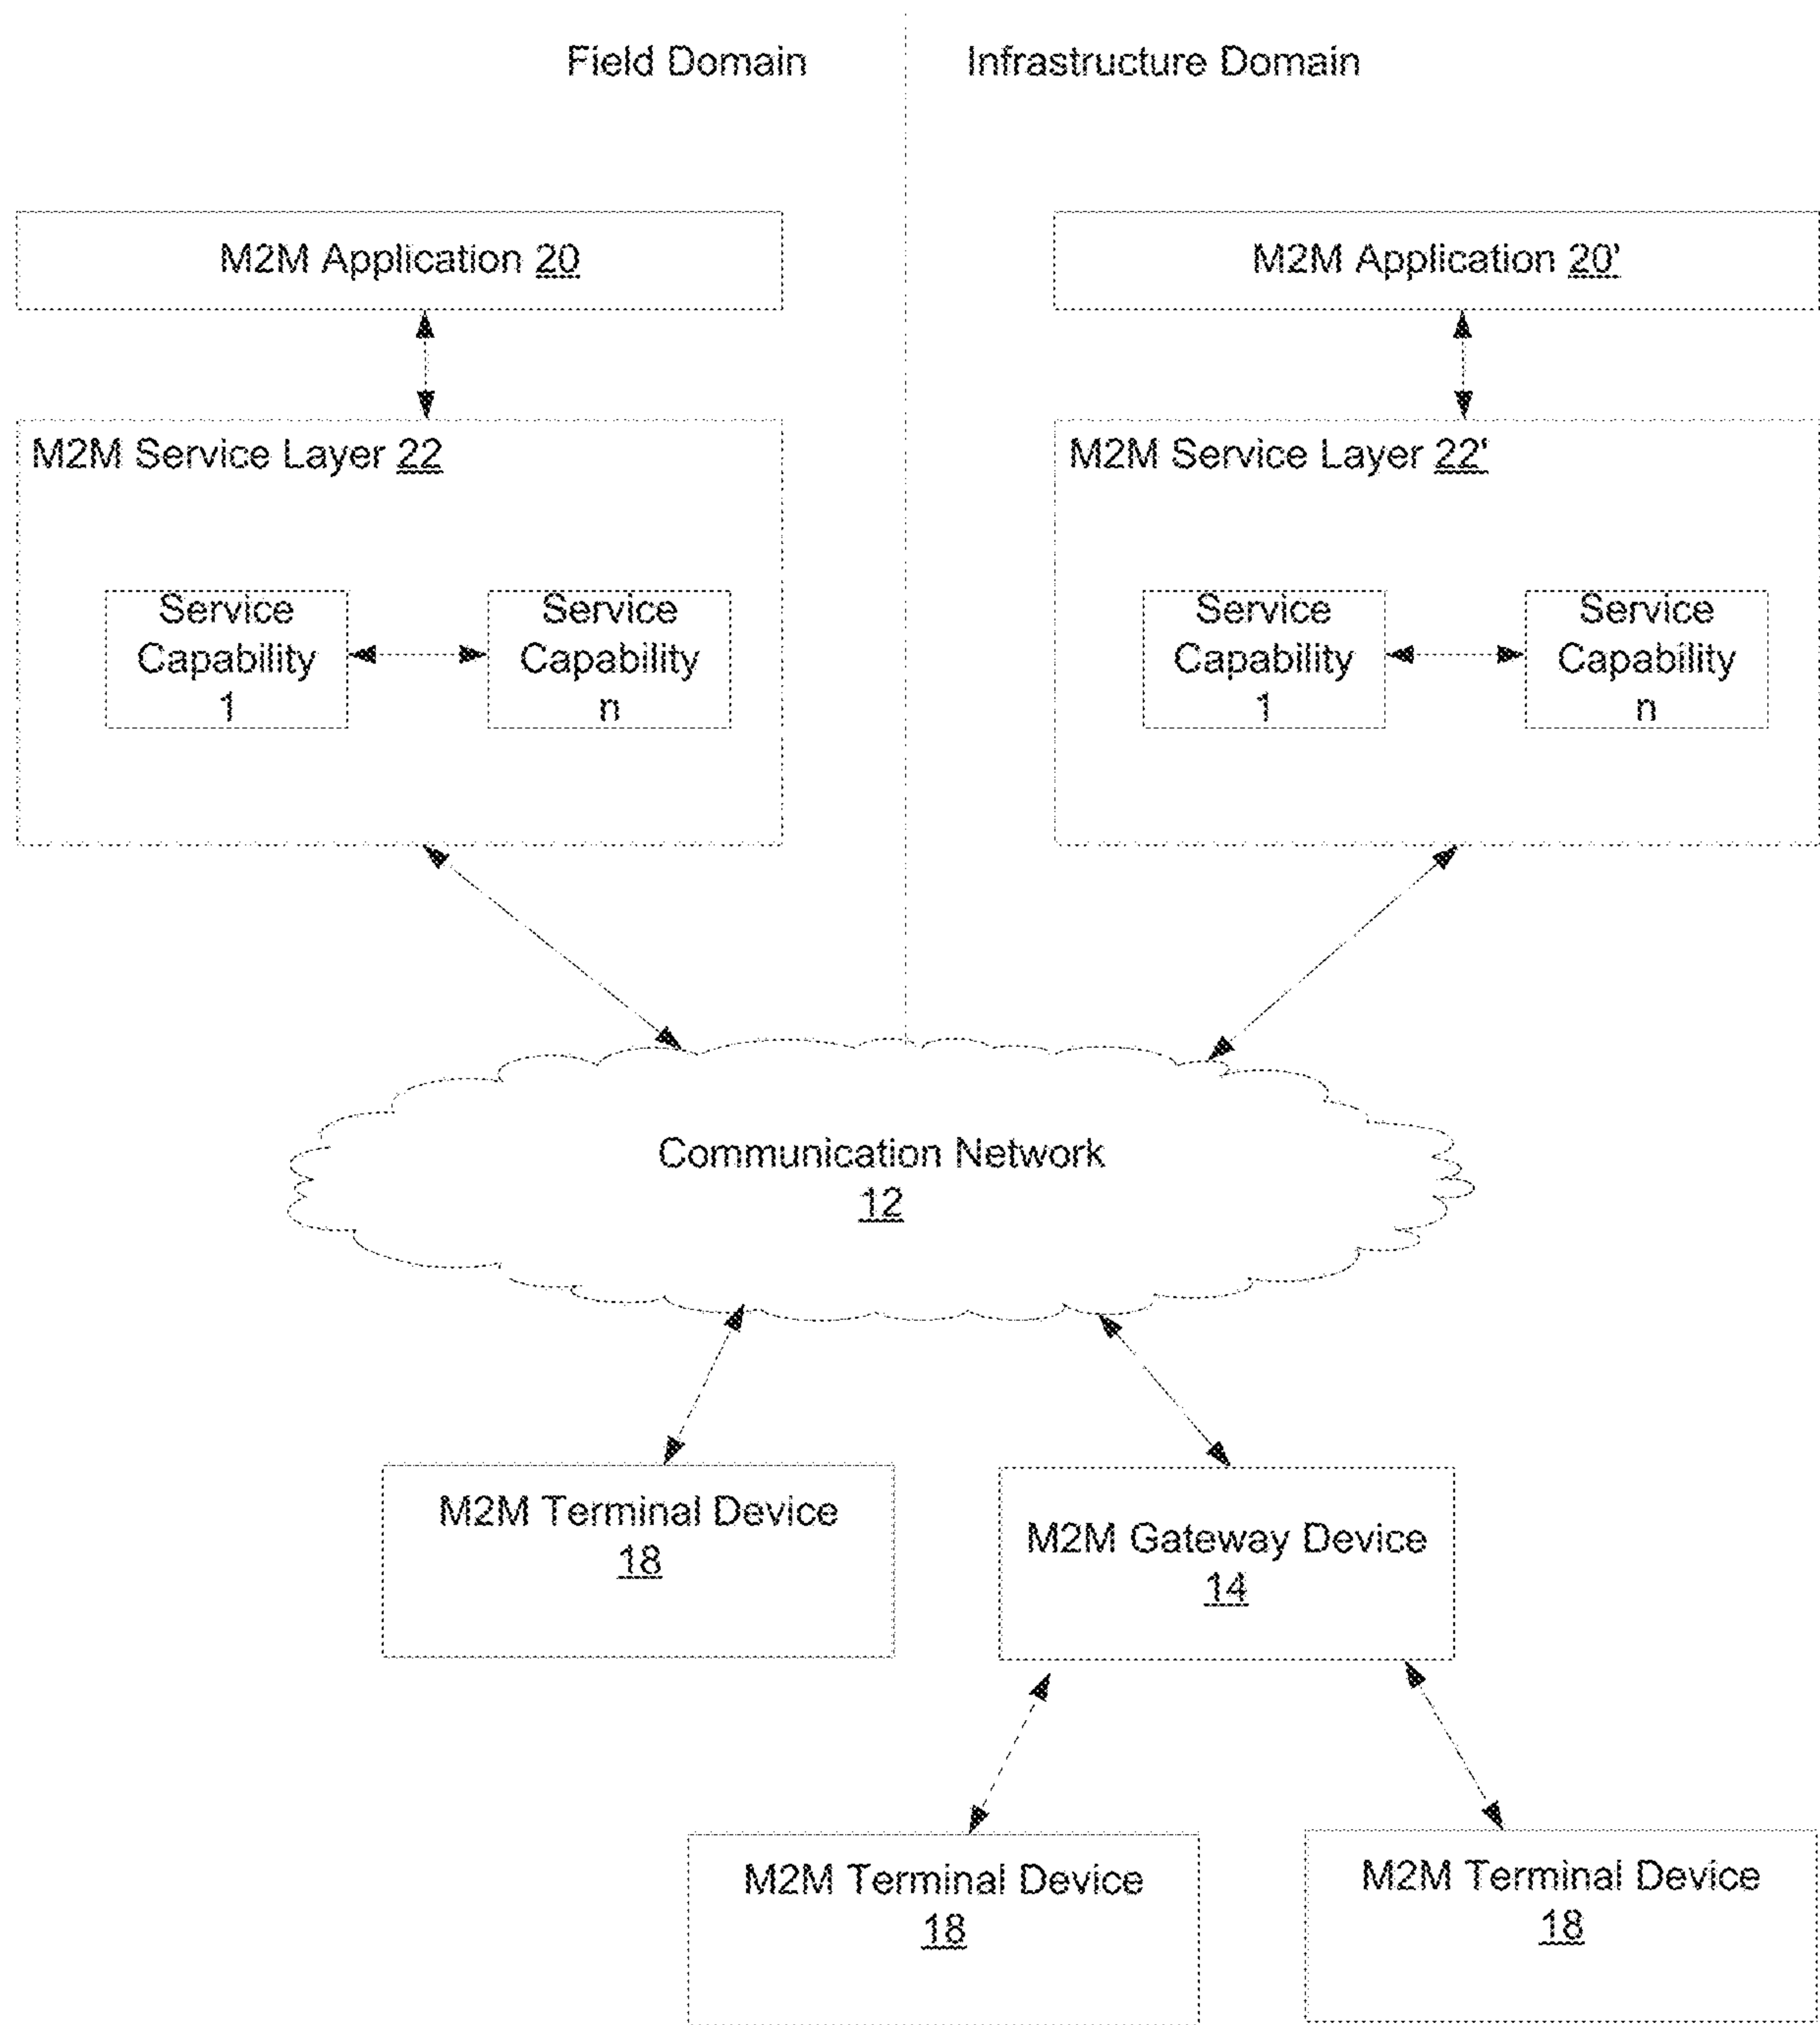 Field Domain
Infrastructure Domain
M2M Application 20
M2M Application 20'
M2M Service Layer 22
M2M Service Layer 22'
Service
Capability
1
Service
Capability
n
Service
Capability
1
Service
Capability
n
Communication Network
12
M2M Terminal Device
18
M2M Gateway Device
14
M2M Terminal Device
18
M2M Terminal Device
18